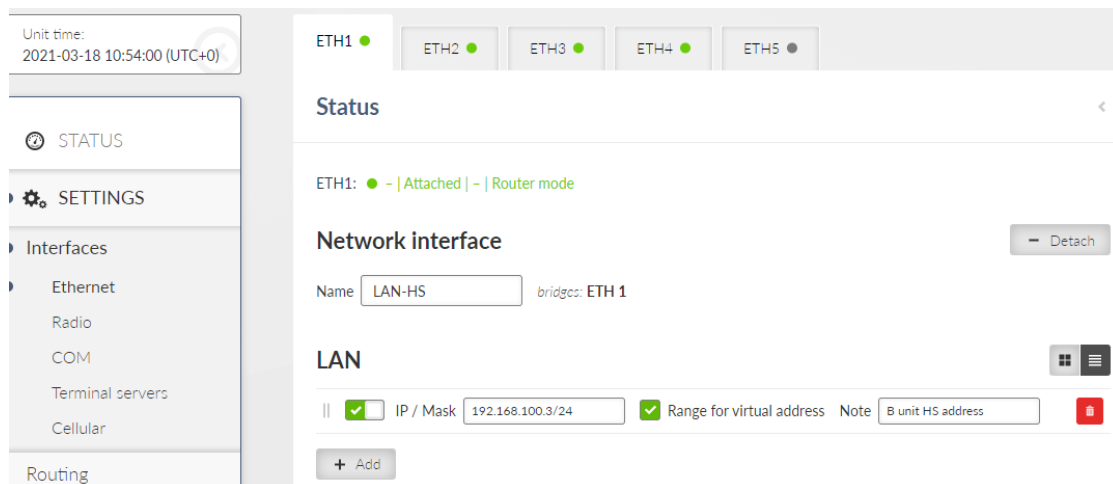 Unit time:
2021-03-18 10:54:00 (UTC+0)
STATUS
SETTINGS
Interfaces
Ethernet
Radio
COM
Terminal servers
Cellular
Routing
ETH1 ETH2 ETH3 ETH4 ETH5
Status
ETH1: – | Attached | – | Router mode
Network interface
– Detach
Name LAN-HS bridges: ETH 1
LAN
IP / Mask 192.168.100.3/24 Range for virtual address Note B unit HS address
+ Add